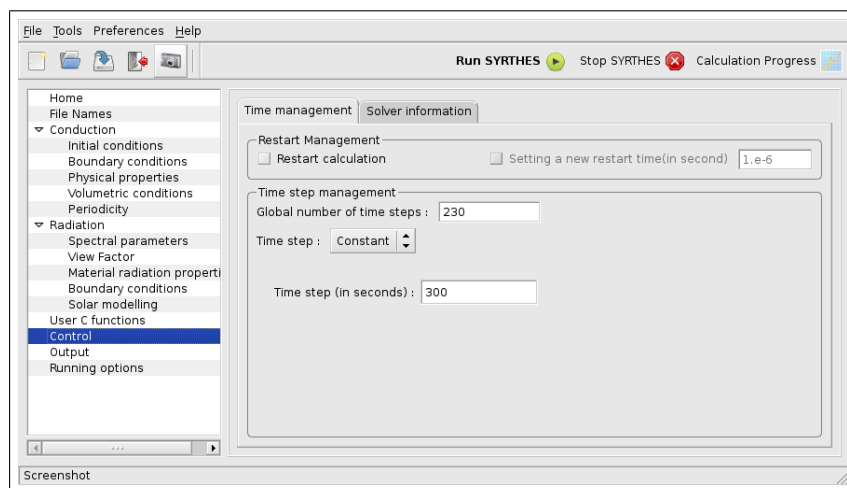 File Tools Preferences Help
Run SYRTHES Stop SYRTHES Calculation Progress
Home
File Names
Conduction
Initial conditions
Boundary conditions
Physical properties
Volumetric conditions
Periodicity
Radiation
Spectral parameters
View Factor
Material radiation properti
Boundary conditions
Solar modelling
User C functions
Control
Output
Running options
Time management Solver information
Restart Management
Restart calculation Setting a new restart time(in second) 1.e-6
Time step management
Global number of time steps : 230
Time step : Constant
Time step (in seconds) : 300
Screenshot